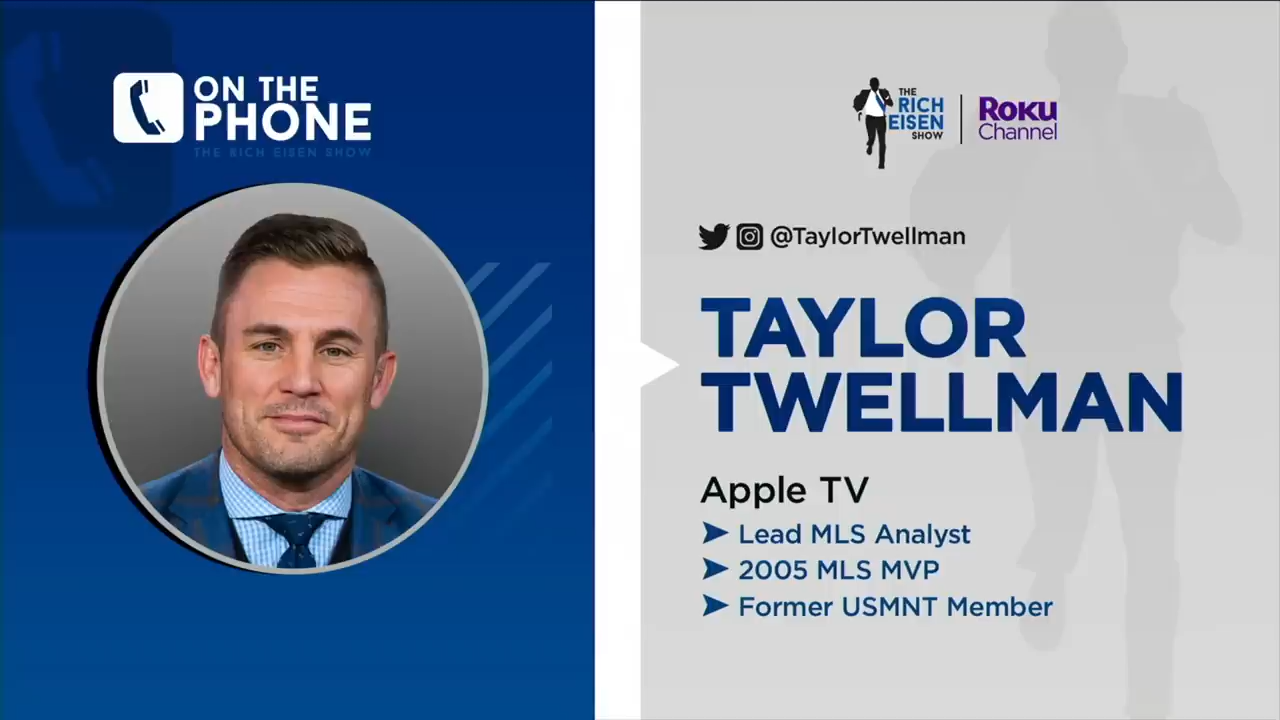 ON THE
PHONE
THE RICH EISEN SHOW
THE
RICH
EISEN
SHOW
Roku
Channel
@TaylorTwellman
TAYLOR
TWELLMAN
Apple TV
Lead MLS Analyst
2005 MLS MVP
Former USMNT Member